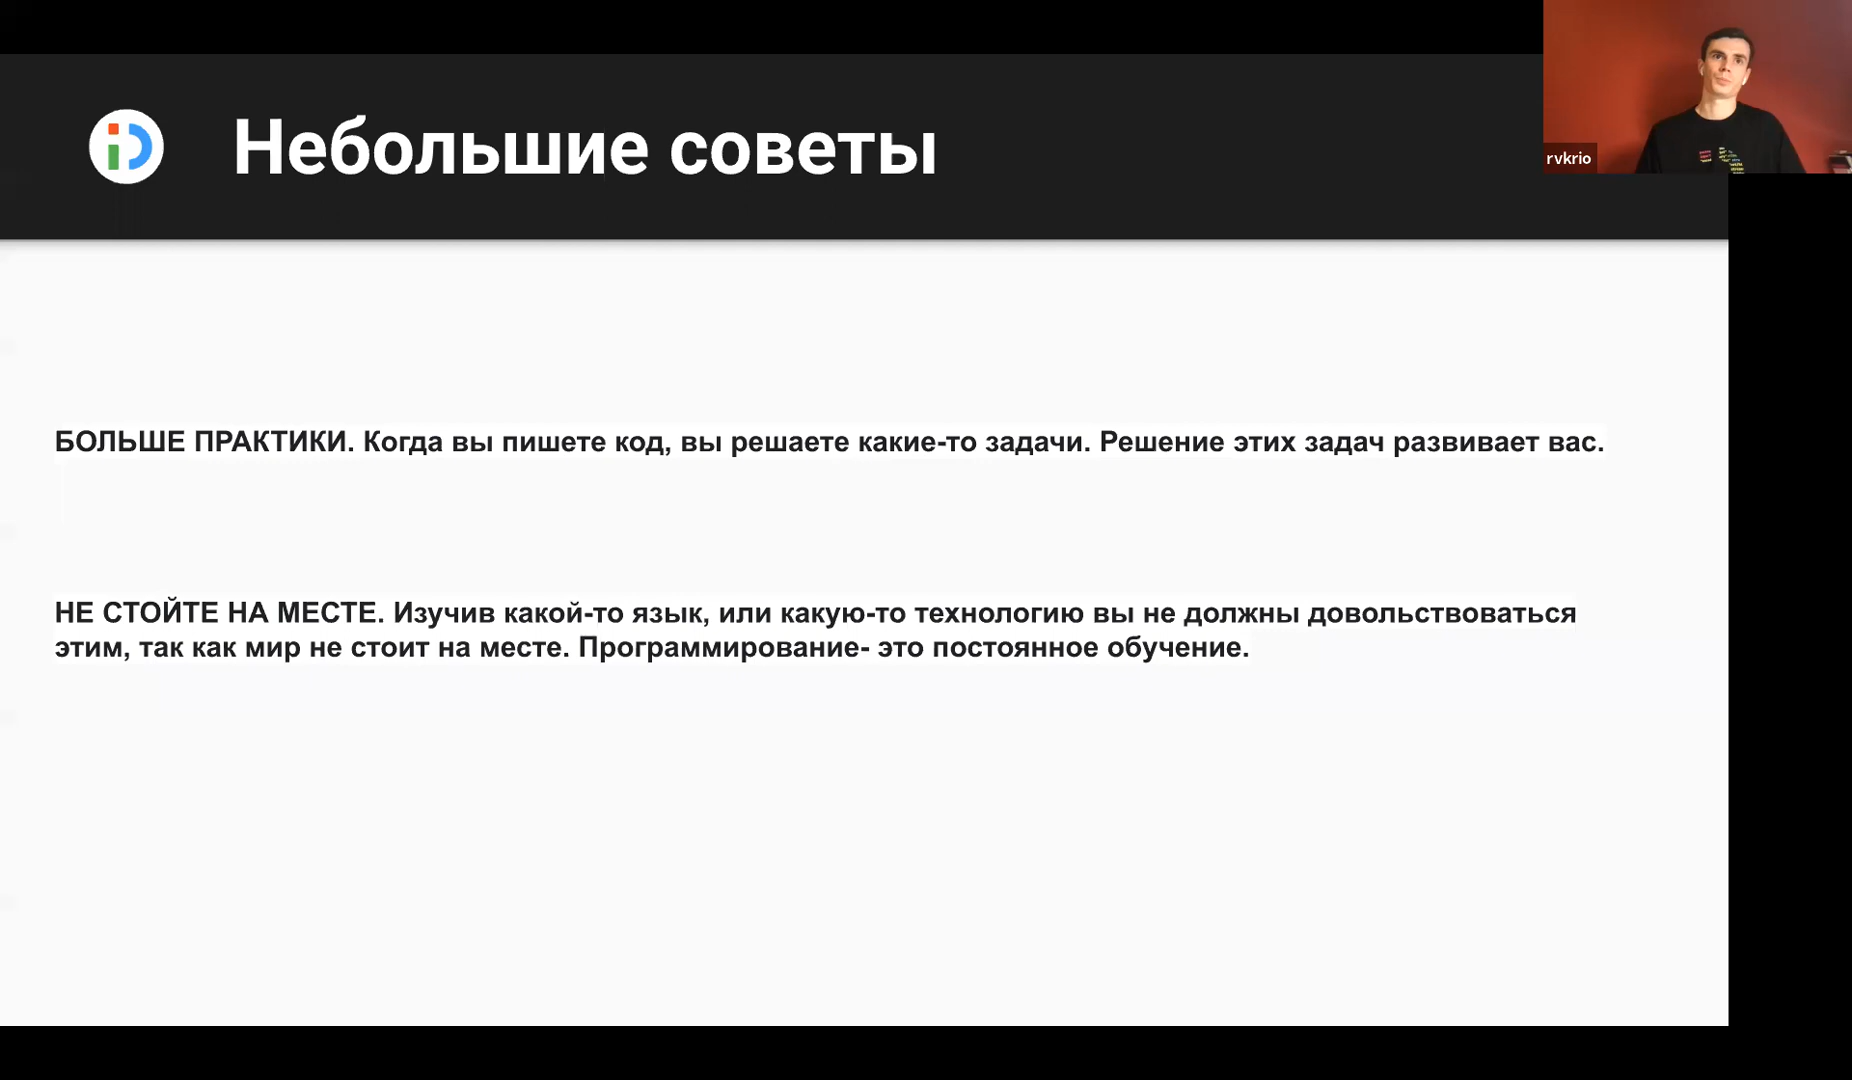 Небольшие советы
rvkrio
БОЛЬШЕ ПРАКТИКИ. Когда вы пишете код, вы решаете какие-то задачи. Решение этих задач развивает вас.
НЕ СТОЙТЕ НА МЕСТЕ. Изучив какой-то язык, или какую-то технологию вы не должны довольствоваться
этим, так как мир не стоит на месте. Программирование- это постоянное обучение.